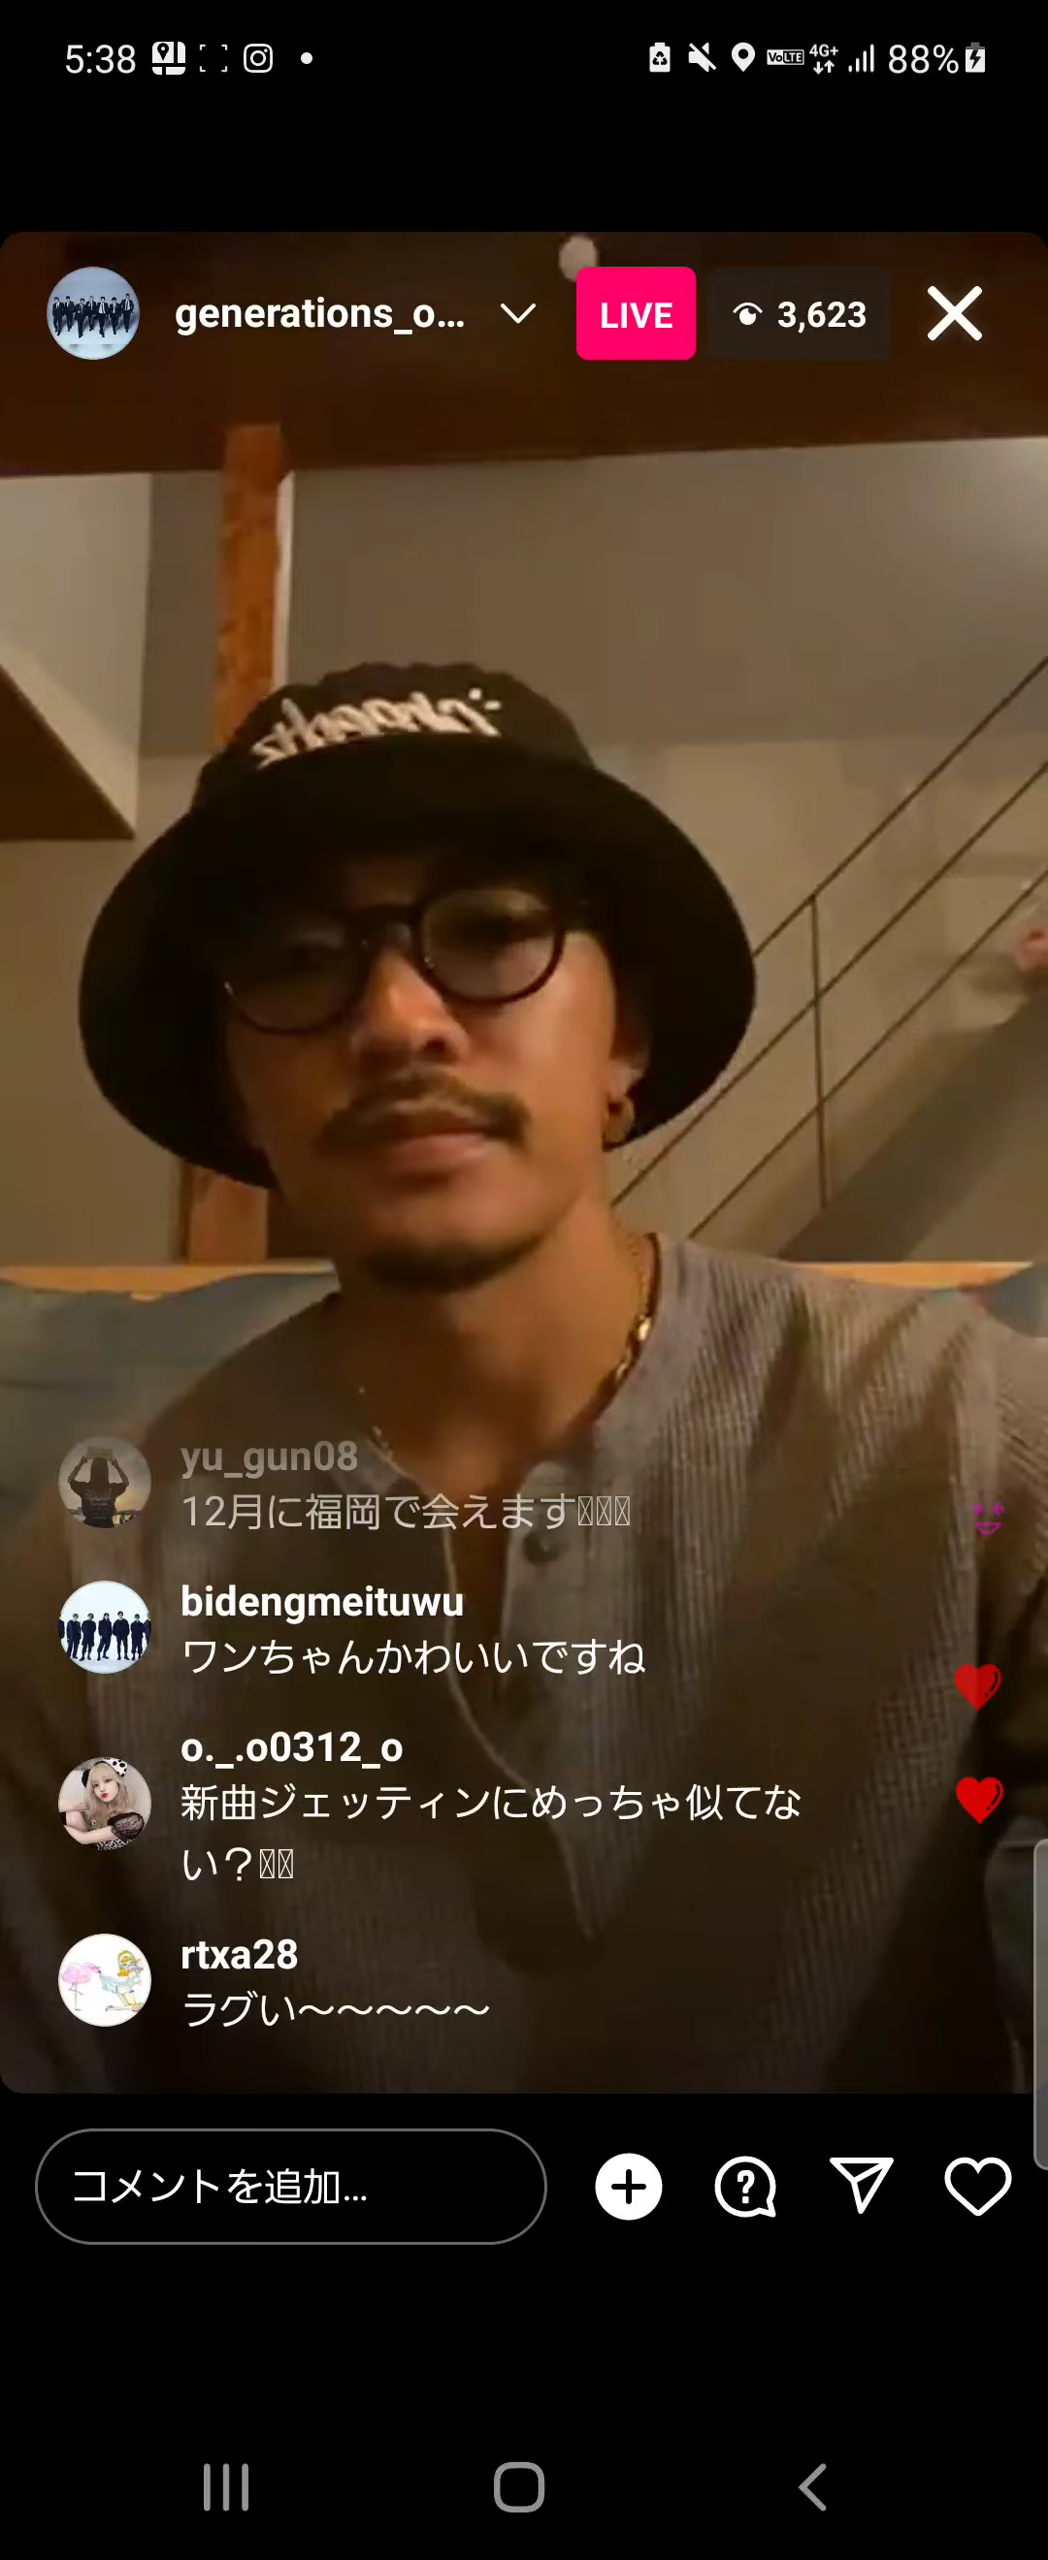 5:38
VoLTE 4G+ 88%
generations_o... LIVE 3,623
yu_gun08
12月に福岡で会えます
bidengmeituwu
ワンちゃんかわいいですね
o._.o0312_o
新曲ジェッティンにめっちゃ似てな
い？
rtxa28
ラグい〜〜〜〜〜
コメントを追加...